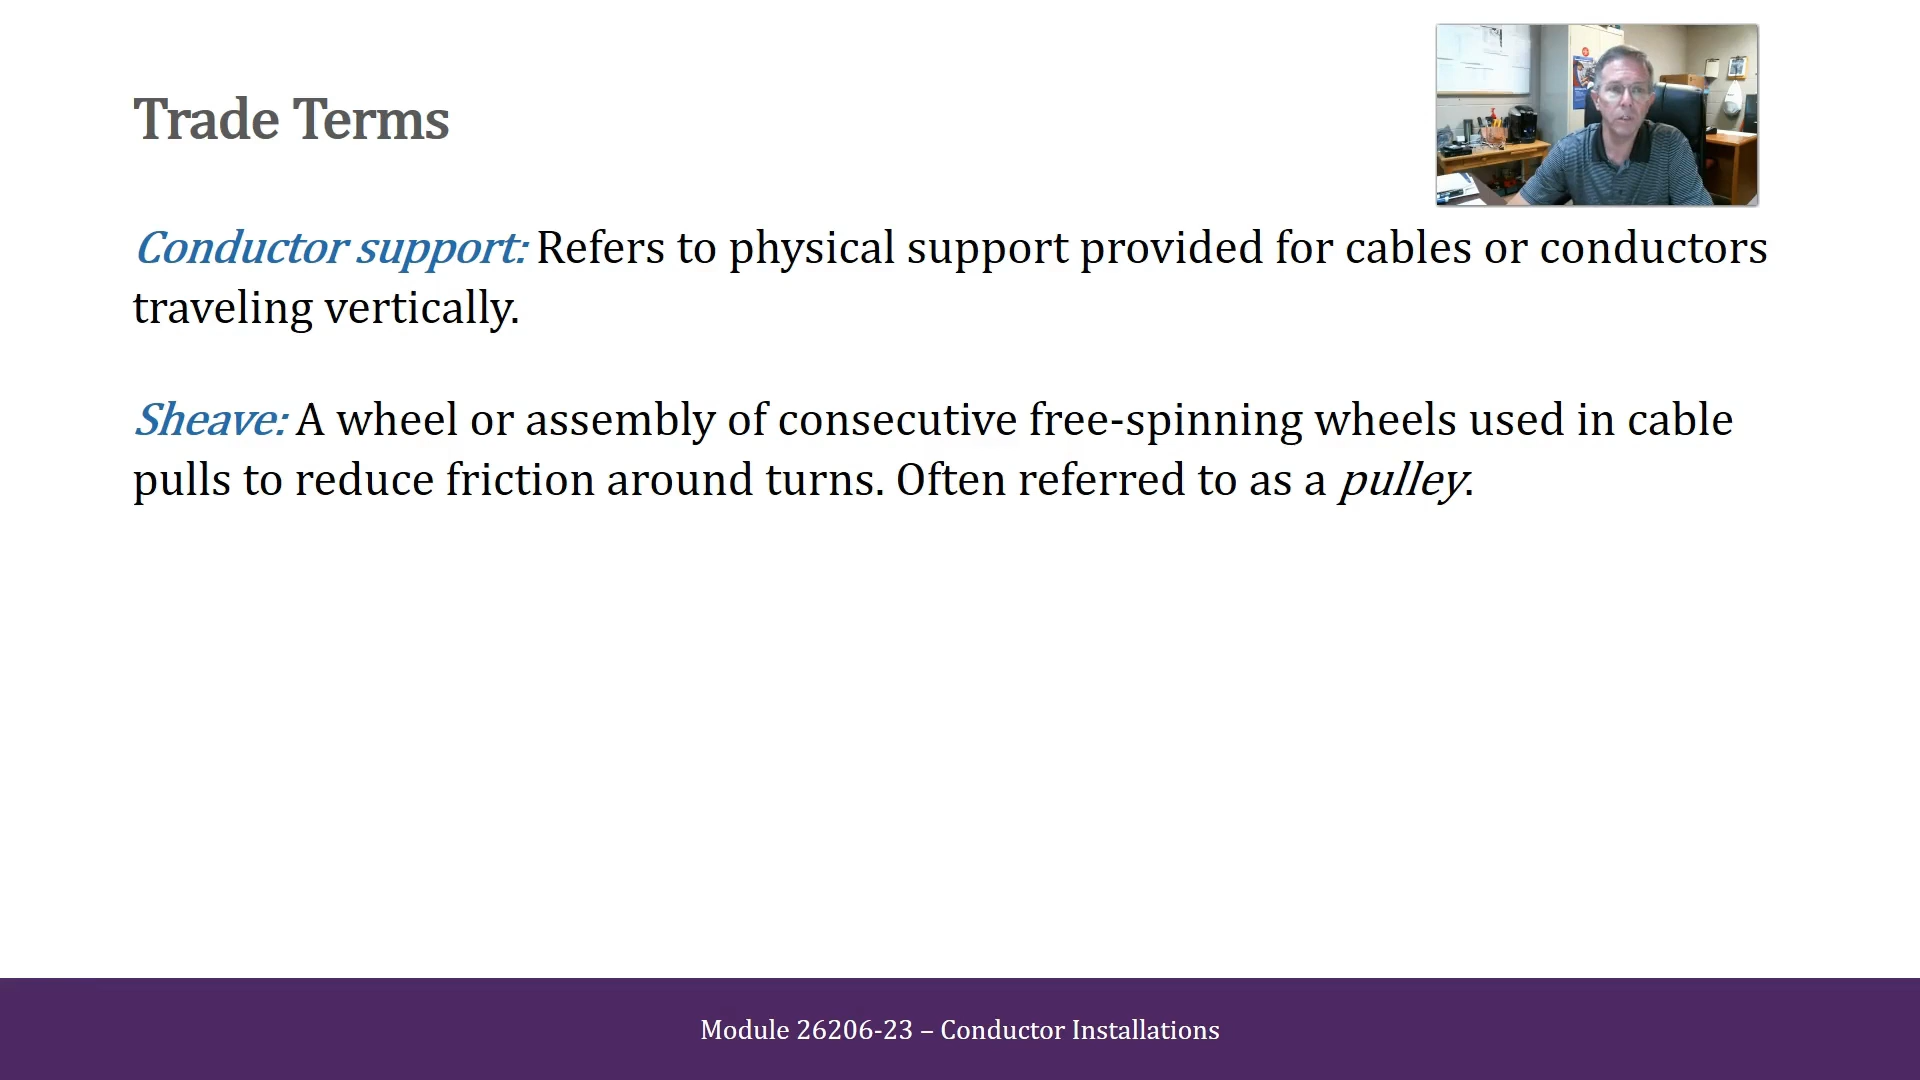 Trade Terms
Conductor support: Refers to physical support provided for cables or conductors
traveling vertically.
Sheave: A wheel or assembly of consecutive free-spinning wheels used in cable
pulls to reduce friction around turns. Often referred to as a pulley.
Module 26206-23 – Conductor Installations